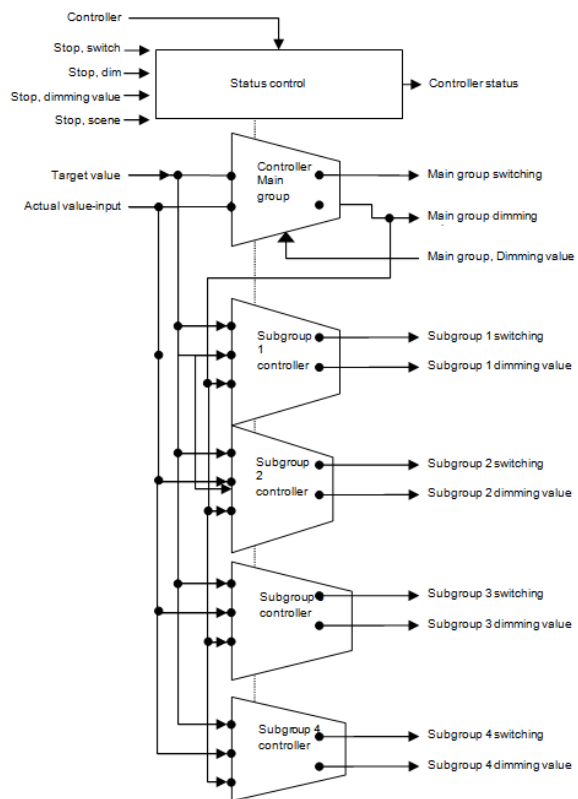 Controller
Stop, switch
Stop, dim
Stop, dimming value
Stop, scene
Status control
Controller status
Target value
Actual value-input
Controller
Main
group
Main group switching
Main group dimming
Main group, Dimming value
Subgroup
1
controller
Subgroup 1 switching
Subgroup 1 dimming value
Subgroup
2
controller
Subgroup 2 switching
Subgroup 2 dimming value
Subgroup
controller
Subgroup 3 switching
Subgroup 3 dimming value
Subgroup 4
controller
Subgroup 4 switching
Subgroup 4 dimming value